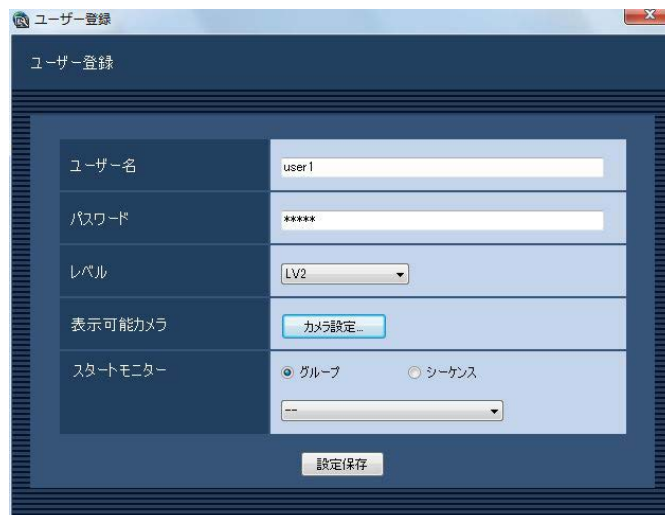 ユーザー登録
ユーザー登録
ユーザー名
user1
パスワード
*****
レベル
LV2
表示可能カメラ
カメラ設定...
スタートモニター
グループ
シーケンス
--
設定保存